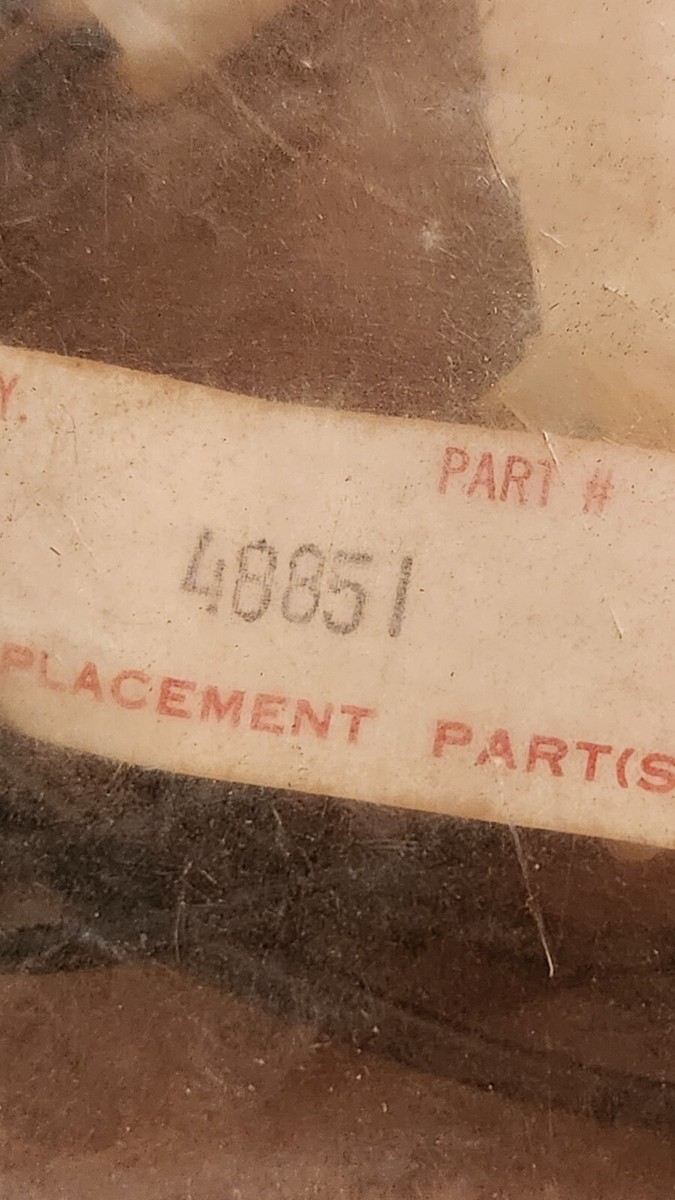 Y. PART #
48851
PLACEMENT PART(S